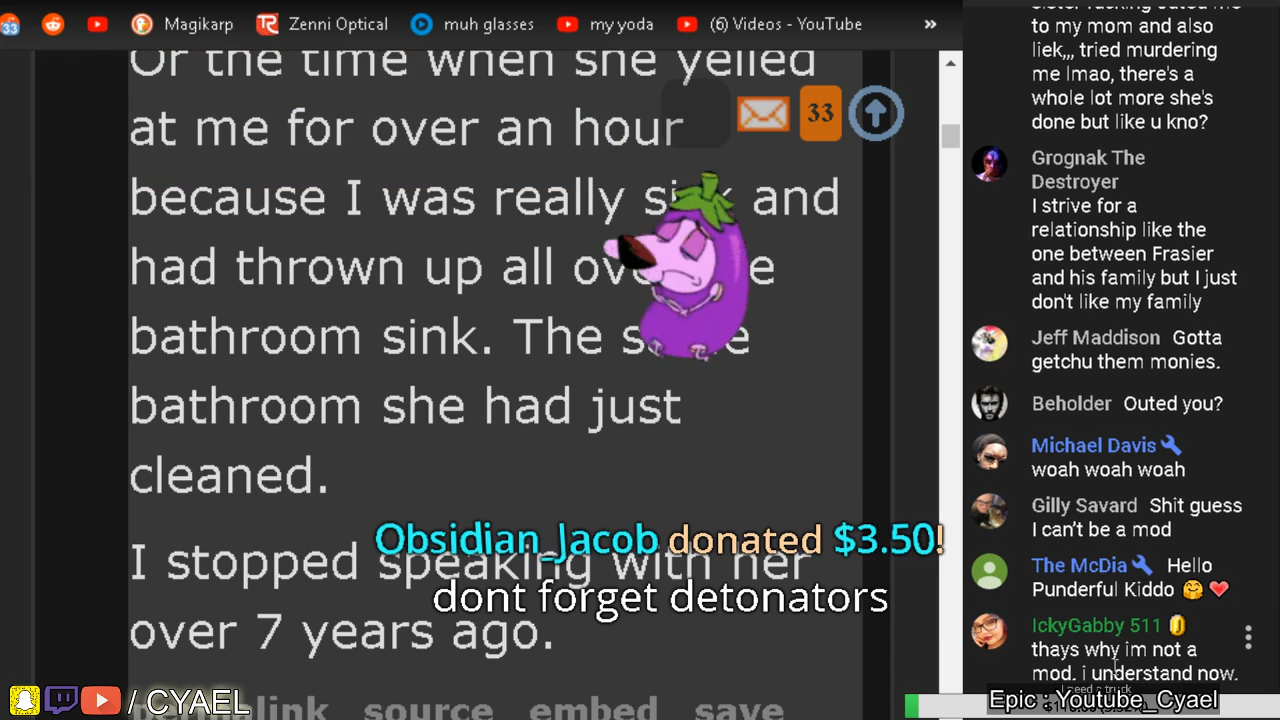 33 Magikarp Zenni Optical muh glasses my yoda (6) Videos - YouTube »
Or the time when she yelled
at me for over an hour
33
because I was really and
had thrown up all
bathroom sink. The
bathroom she had just
cleaned.
I stopped speaking with her
over 7 years ago.
permalink source embed save
Obsidian_Jacob donated $3.50!
dont forget detonators
/ CYAEL
to my mom and also
liek,,, tried murdering
me lmao, there's a
whole lot more she's
done but like u kno?
Grognak The
Destroyer
I strive for a
relationship like the
one between Frasier
and his family but I just
don't like my family
Jeff Maddison Gotta
getchu them monies.
Beholder Outed you?
Michael Davis
woah woah woah
Gilly Savard Shit guess
I can't be a mod
The McDia Hello
Punderful Kiddo 🤗 ❤️
IckyGabby 511
thays why im not a
mod, i understand now.
I need a truck
Epic : Youtube_Cyael